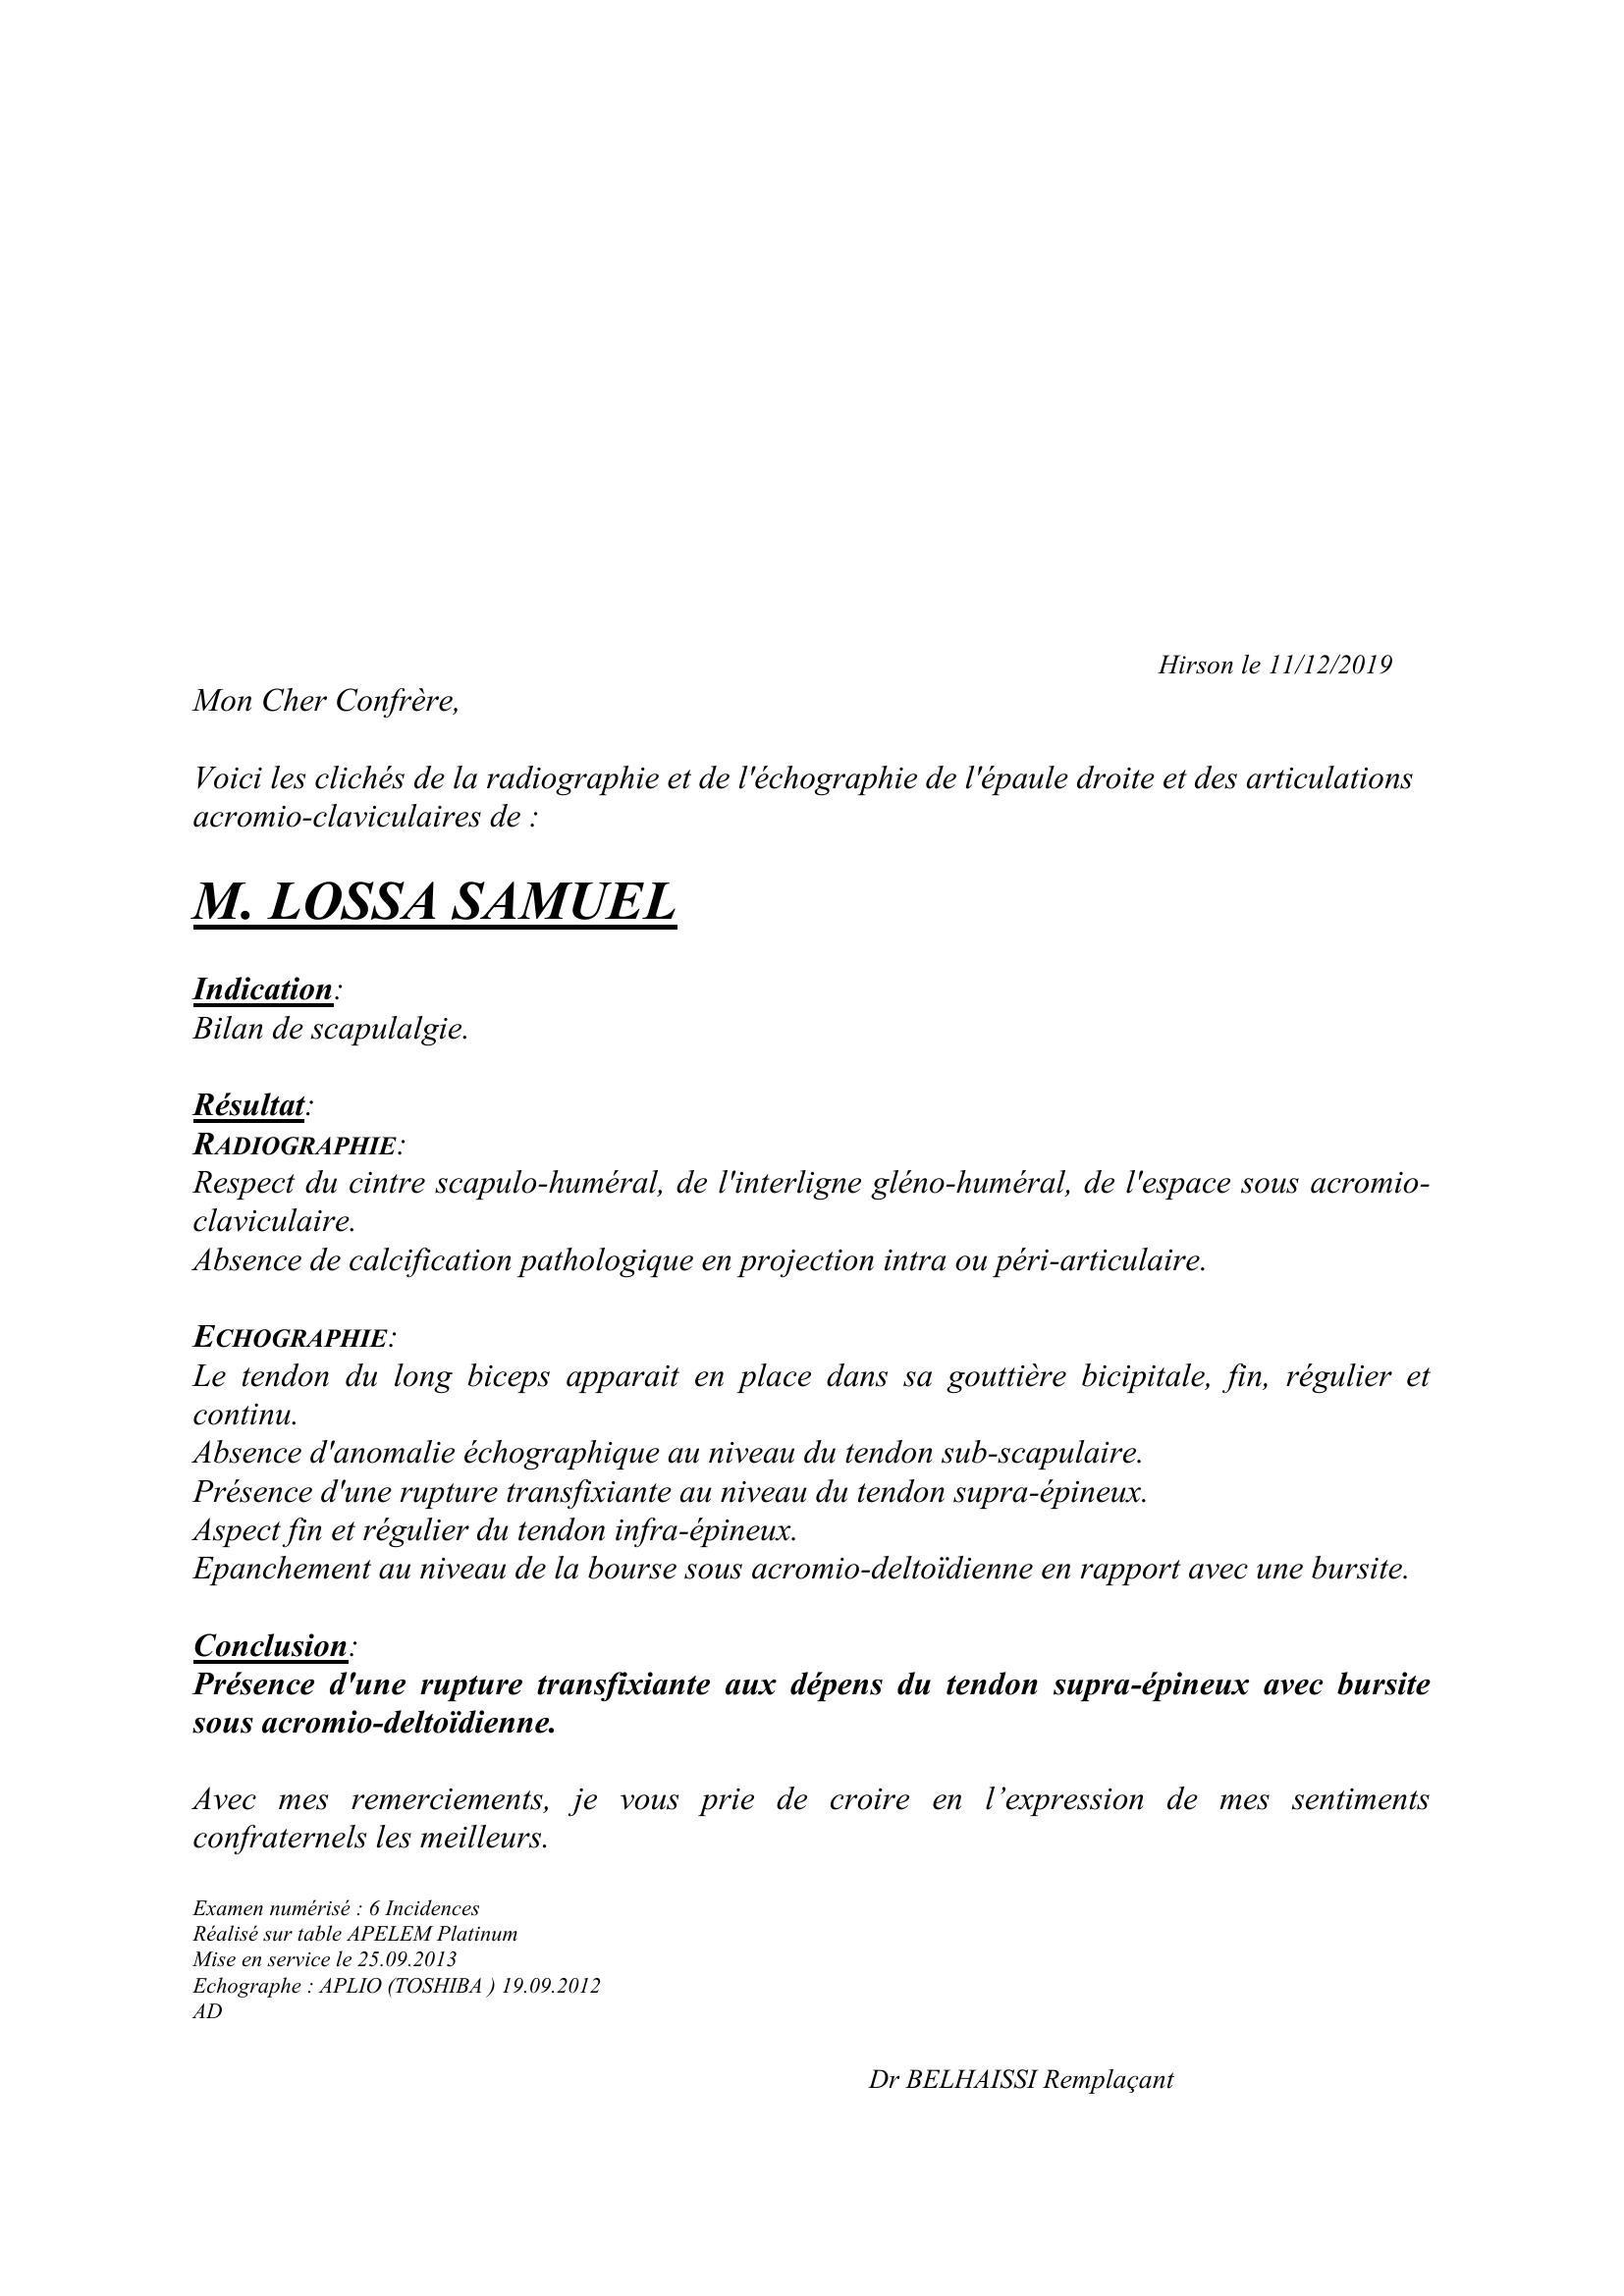 Hirson le 11/12/2019
Mon Cher Confrère,
Voici les clichés de la radiographie et de l'échographie de l'épaule droite et des articulations
acromio-claviculaires de :
M. LOSSA SAMUEL
Indication:
Bilan de scapulalgie.
Résultat:
RADIOGRAPHIE:
Respect du cintre scapulo-huméral, de l'interligne gléno-huméral, de l'espace sous acromio-
claviculaire.
Absence de calcification pathologique en projection intra ou péri-articulaire.
ECHOGRAPHIE:
Le tendon du long biceps apparait en place dans sa gouttière bicipitale, fin, régulier et
continu.
Absence d'anomalie échographique au niveau du tendon sub-scapulaire.
Présence d'une rupture transfixiante au niveau du tendon supra-épineux.
Aspect fin et régulier du tendon infra-épineux.
Epanchement au niveau de la bourse sous acromio-deltoïdienne en rapport avec une bursite.
Conclusion:
Présence d'une rupture transfixiante aux dépens du tendon supra-épineux avec bursite
sous acromio-deltoïdienne.
Avec mes remerciements, je vous prie de croire en l’expression de mes sentiments
confraternels les meilleurs.
Examen numérisé : 6 Incidences
Réalisé sur table APELEM Platinum
Mise en service le 25.09.2013
Echographe : APLIO (TOSHIBA ) 19.09.2012
AD
Dr BELHAISSI Remplaçant